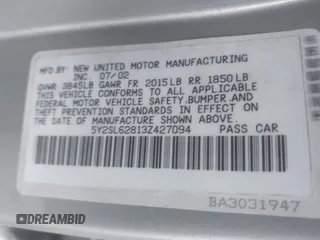 MFD BY NEW UNITED MOTOR MANUFACTURING
INC. 07/02
GVWR 3845LB GAWR FR 2015LB RR 1850LB
THIS VEHICLE CONFORMS TO ALL APPLICABLE
FEDERAL MOTOR VEHICLE SAFETY,BUMPER,AND
THEFT PREVENTION STANDARDS IN EFFECT ON
THE DATE OF MANUFACTURE SHOWN ABOVE.
5Y2SL62813Z427094 PASS CAR
BA3031947
DREAMBID